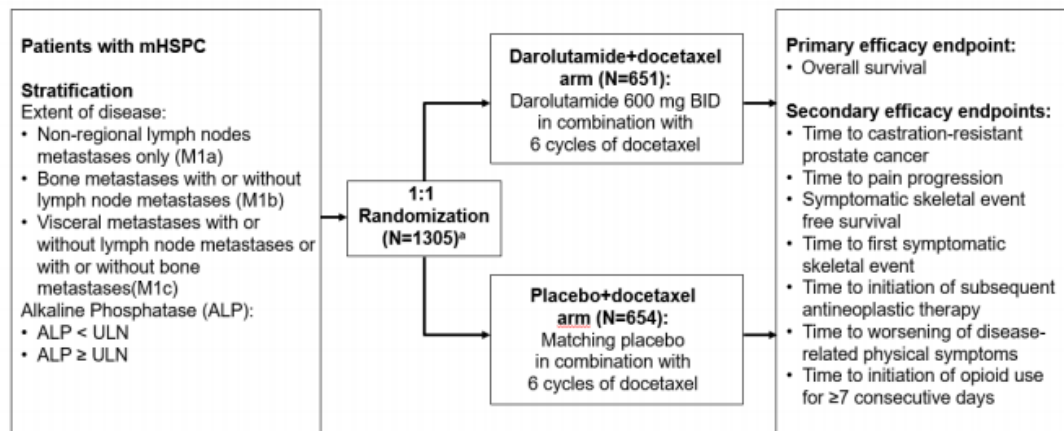 Patients with mHSPC
Stratification
Extent of disease:
• Non-regional lymph nodes
metastases only (M1a)
• Bone metastases with or without
lymph node metastases (M1b)
• Visceral metastases with or
without lymph node metastases or
with or without bone
metastases(M1c)
Alkaline Phosphatase (ALP):
• ALP < ULN
• ALP ≥ ULN
1:1
Randomization
(N=1305)ᵃ
Darolutamide+docetaxel
arm (N=651):
Darolutamide 600 mg BID
in combination with
6 cycles of docetaxel
Placebo+docetaxel
arm (N=654):
Matching placebo
in combination with
6 cycles of docetaxel
Primary efficacy endpoint:
• Overall survival
Secondary efficacy endpoints:
• Time to castration-resistant
prostate cancer
• Time to pain progression
• Symptomatic skeletal event
free survival
• Time to first symptomatic
skeletal event
• Time to initiation of subsequent
antineoplastic therapy
• Time to worsening of disease-
related physical symptoms
• Time to initiation of opioid use
for ≥7 consecutive days